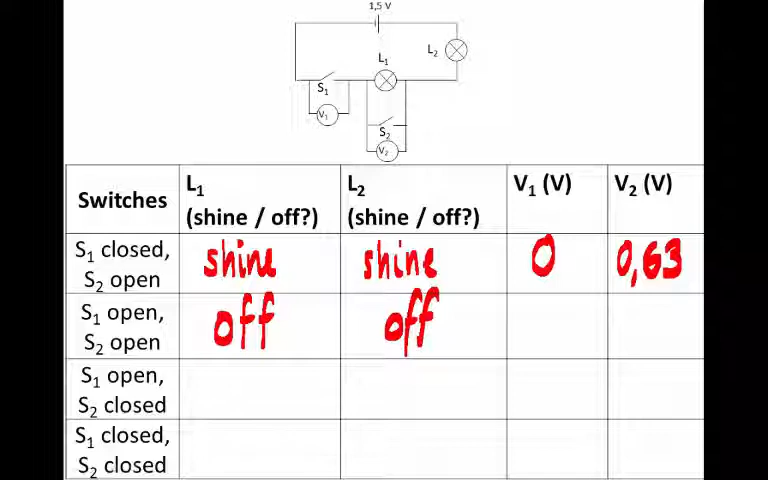 1,5 V
L2
L1
S1
V1
S2
V2
Switches
L1
(shine / off?)
L2
(shine / off?)
V1 (V)
V2 (V)
S1 closed,
S2 open
shine
shine
0
0,63
S1 open,
S2 open
off
off
S1 open,
S2 closed
S1 closed,
S2 closed